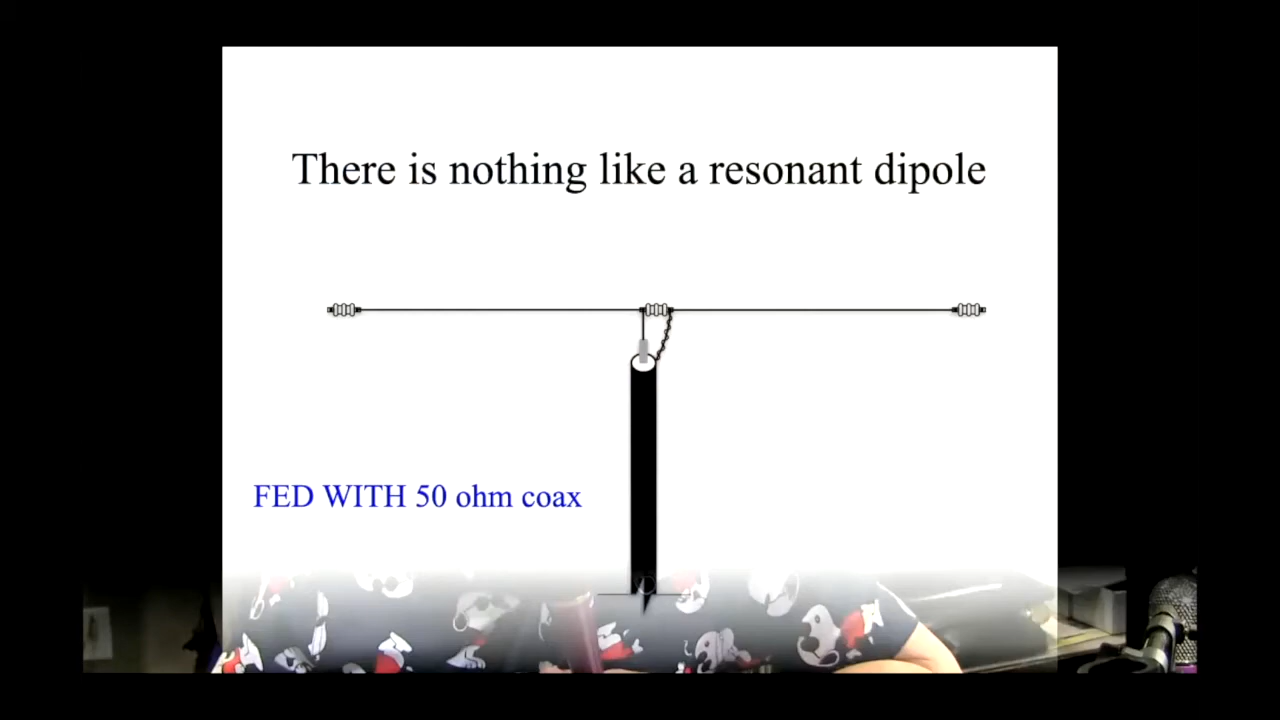 There is nothing like a resonant dipole
FED WITH 50 ohm coax